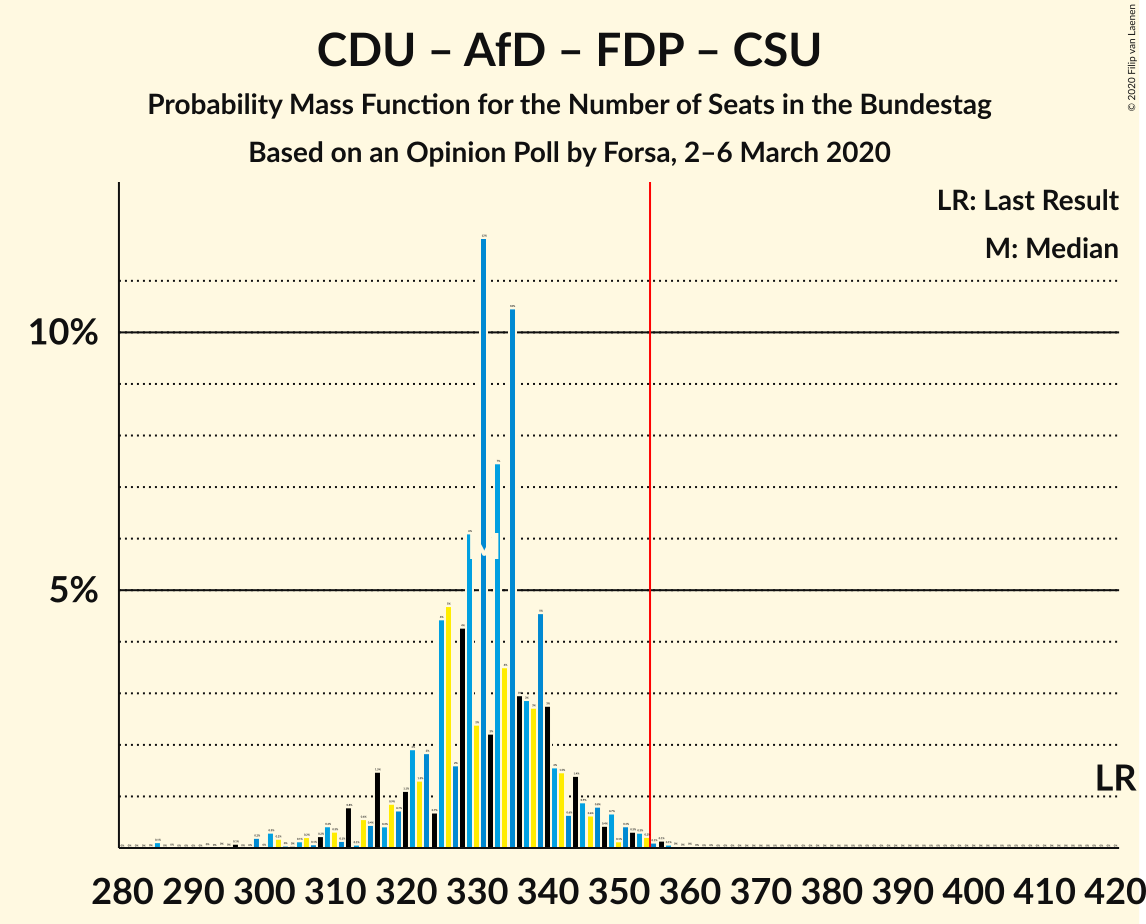 CDU – AfD – FDP – CSU
Probability Mass Function for the Number of Seats in the Bundestag
Based on an Opinion Poll by Forsa, 2–6 March 2020
© 2020 Filip van Laenen
LR: Last Result
M: Median
10%
5%
M
LR
280 290 300 310 320 330 340 350 360 370 380 390 400 410 420